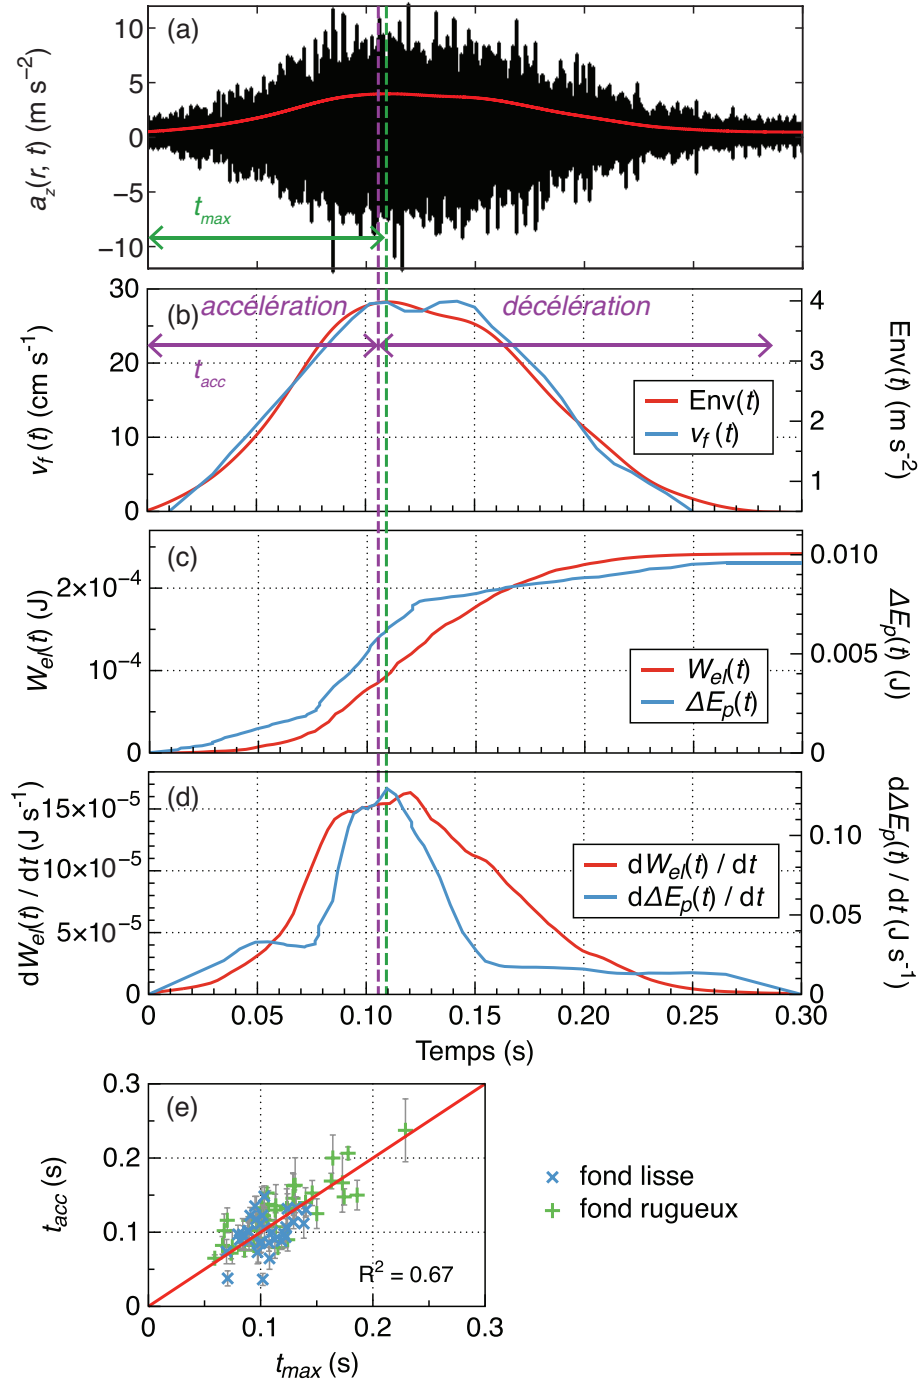 (a)
10
5
0
−5
−10
a_z(r, t) (m s⁻²)
t_max
(b)
accélération
décélération
t_acc
30
20
10
0
v_f (t) (cm s⁻¹)
4
3
2
1
Env(t) (m s⁻²)
Env(t)
v_f (t)
(c)
2×10⁻⁴
10⁻⁴
0
W_el(t) (J)
0.010
0.005
0
ΔE_p(t) (J)
W_el(t)
ΔE_p(t)
(d)
15×10⁻⁵
10×10⁻⁵
5×10⁻⁵
0
dW_el(t) / dt (J s⁻¹)
0.10
0.05
0
dΔE_p(t) / dt (J s⁻¹)
dW_el(t) / dt
dΔE_p(t) / dt
0 0.05 0.10 0.15 0.20 0.25 0.30
Temps (s)
(e)
0.3
0.2
0.1
0
t_acc (s)
R² = 0.67
0 0.1 0.2 0.3
t_max (s)
fond lisse
fond rugueux